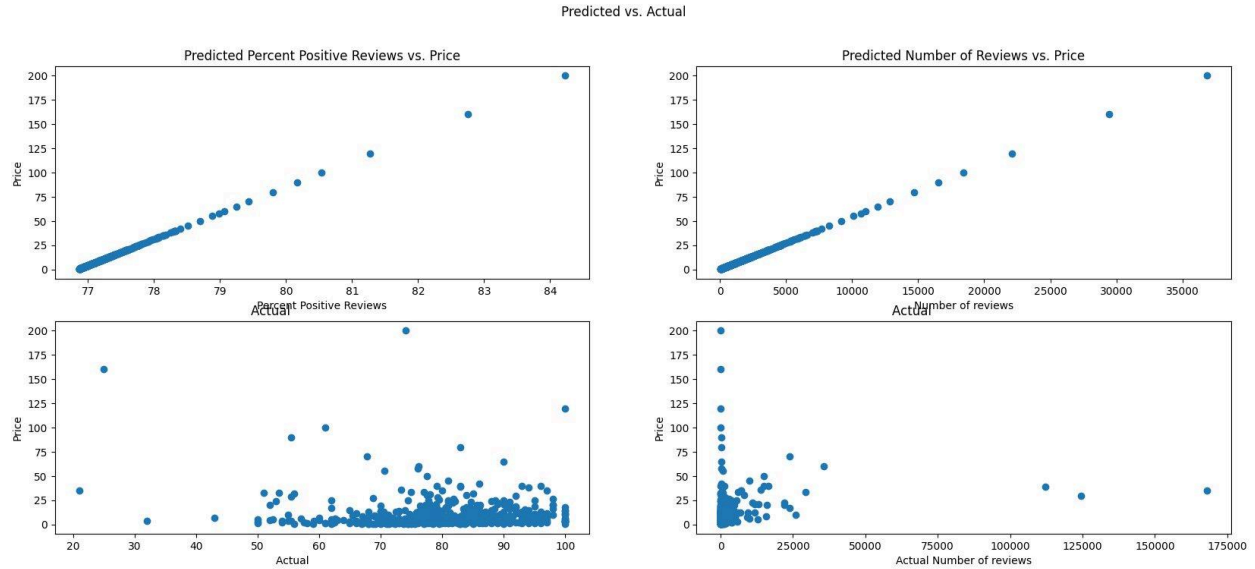 Predicted vs. Actual
Predicted Percent Positive Reviews vs. Price
Price
200
175
150
125
100
75
50
25
0
77 78 79 80 81 82 83 84
Percent Positive Reviews
Predicted Number of Reviews vs. Price
Price
200
175
150
125
100
75
50
25
0
0 5000 10000 15000 20000 25000 30000 35000
Number of reviews
Actual
Price
200
175
150
125
100
75
50
25
0
20 30 40 50 60 70 80 90 100
Actual
Actual
Price
200
175
150
125
100
75
50
25
0
0 25000 50000 75000 100000 125000 150000 175000
Actual Number of reviews